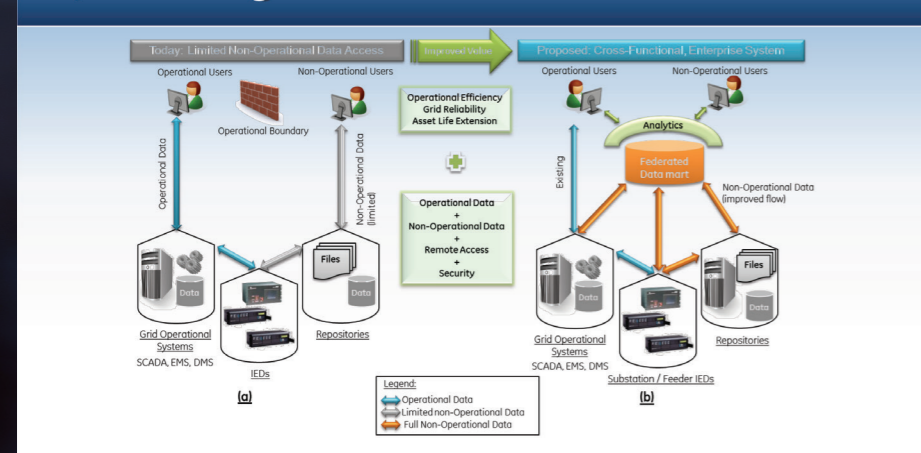 Today: Limited Non-Operational Data Access
Improved Value
Proposed: Cross-Functional, Enterprise System
Operational Users
Non-Operational Users
Operational Boundary
Operational Data
Non-Operational Data
(limited)
Files
Data
Data
Grid Operational
Systems
SCADA, EMS, DMS
IEDs
Repositories
(a)
Operational Efficiency
Grid Reliability
Asset Life Extension
Operational Data
+
Non-Operational Data
+
Remote Access
+
Security
Operational Users
Non-Operational Users
Analytics
Federated
Data mart
Existing
Non-Operational Data
(improved flow)
Files
Data
Data
Grid Operational
Systems
SCADA, EMS, DMS
Substation / Feeder IEDs
Repositories
(b)
Legend:
Operational Data
Limited non-Operational Data
Full Non-Operational Data